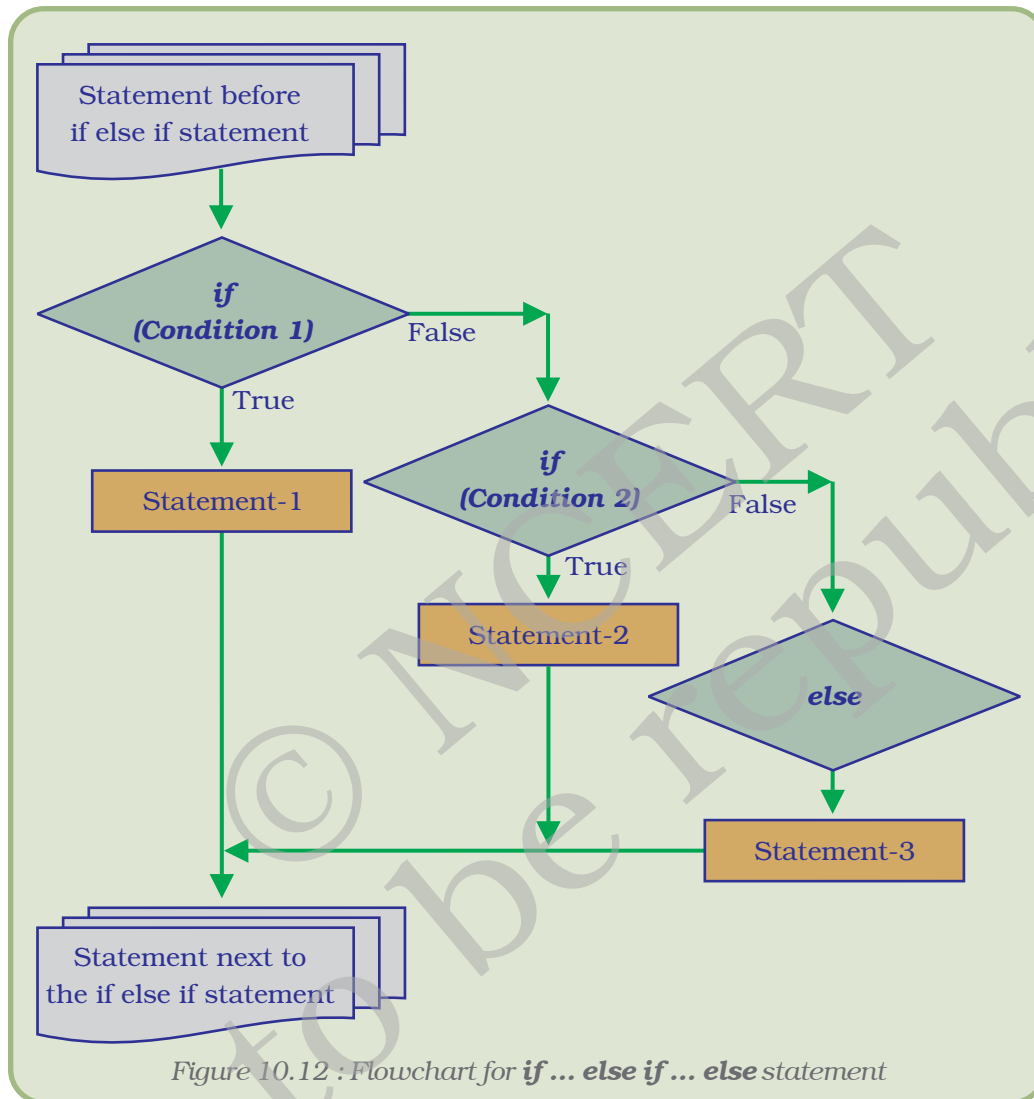 Statement before
if else if statement
if
(Condition 1)
False
True
Statement-1
if
(Condition 2)
False
True
Statement-2
else
Statement-3
Statement next to
the if else if statement
© NCERT
to be repub
Figure 10.12 : Flowchart for if ... else if ... else statement